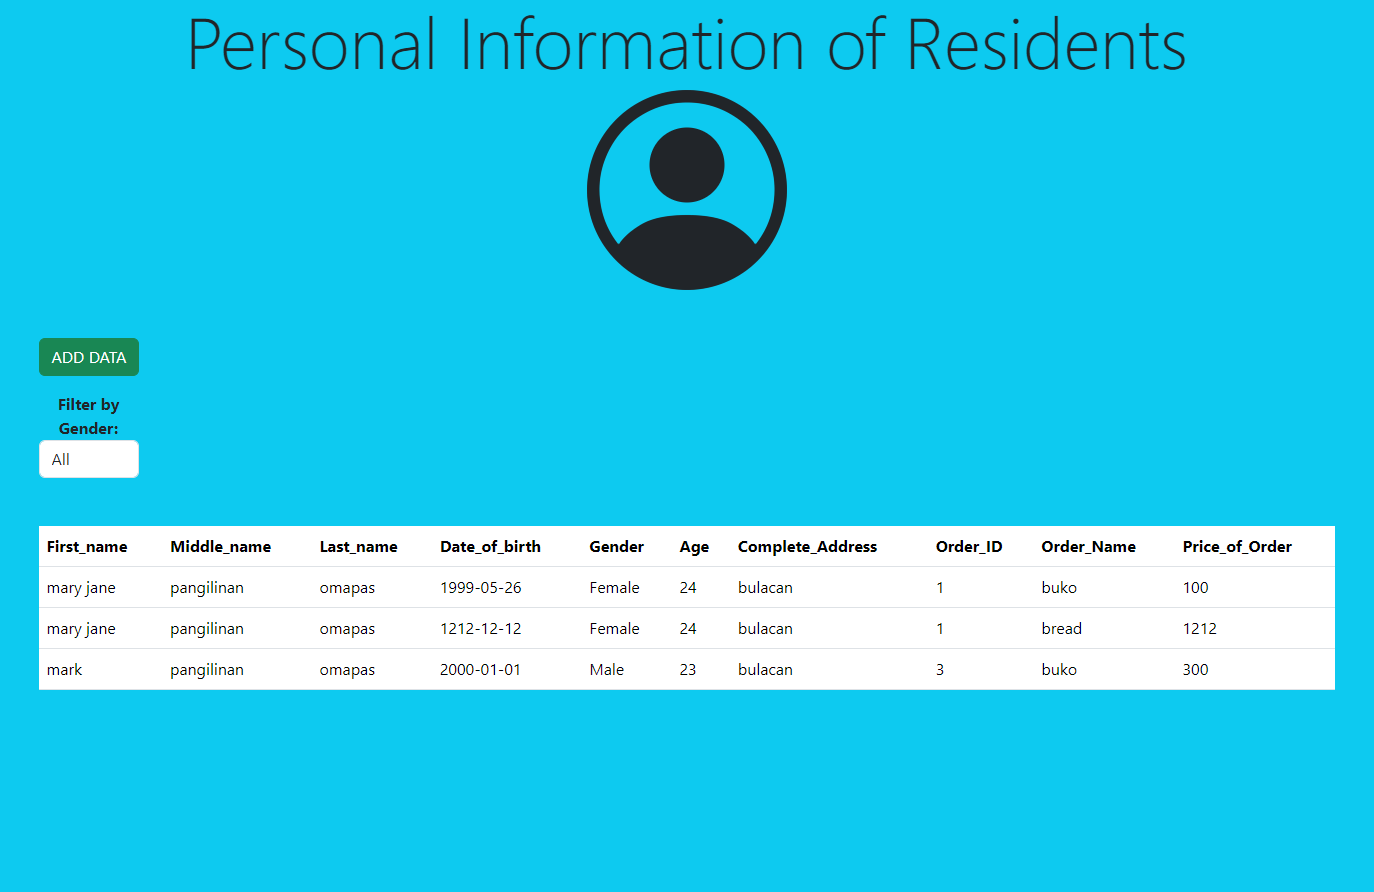 Personal Information of Residents
ADD DATA
Filter by
Gender:
All
First_name Middle_name Last_name Date_of_birth Gender Age Complete_Address Order_ID Order_Name Price_of_Order
mary jane pangilinan omapas 1999-05-26 Female 24 bulacan 1 buko 100
mary jane pangilinan omapas 1212-12-12 Female 24 bulacan 1 bread 1212
mark pangilinan omapas 2000-01-01 Male 23 bulacan 3 buko 300